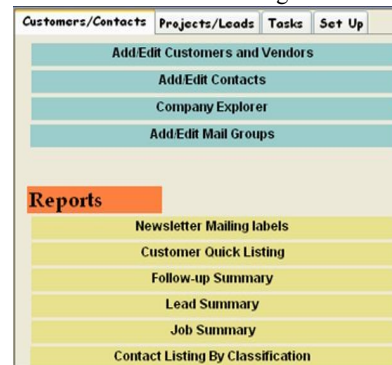 Customers/Contacts Projects/Leads Tasks Set Up
Add/Edit Customers and Vendors
Add/Edit Contacts
Company Explorer
Add/Edit Mail Groups
Reports
Newsletter Mailing labels
Customer Quick Listing
Follow-up Summary
Lead Summary
Job Summary
Contact Listing By Classification